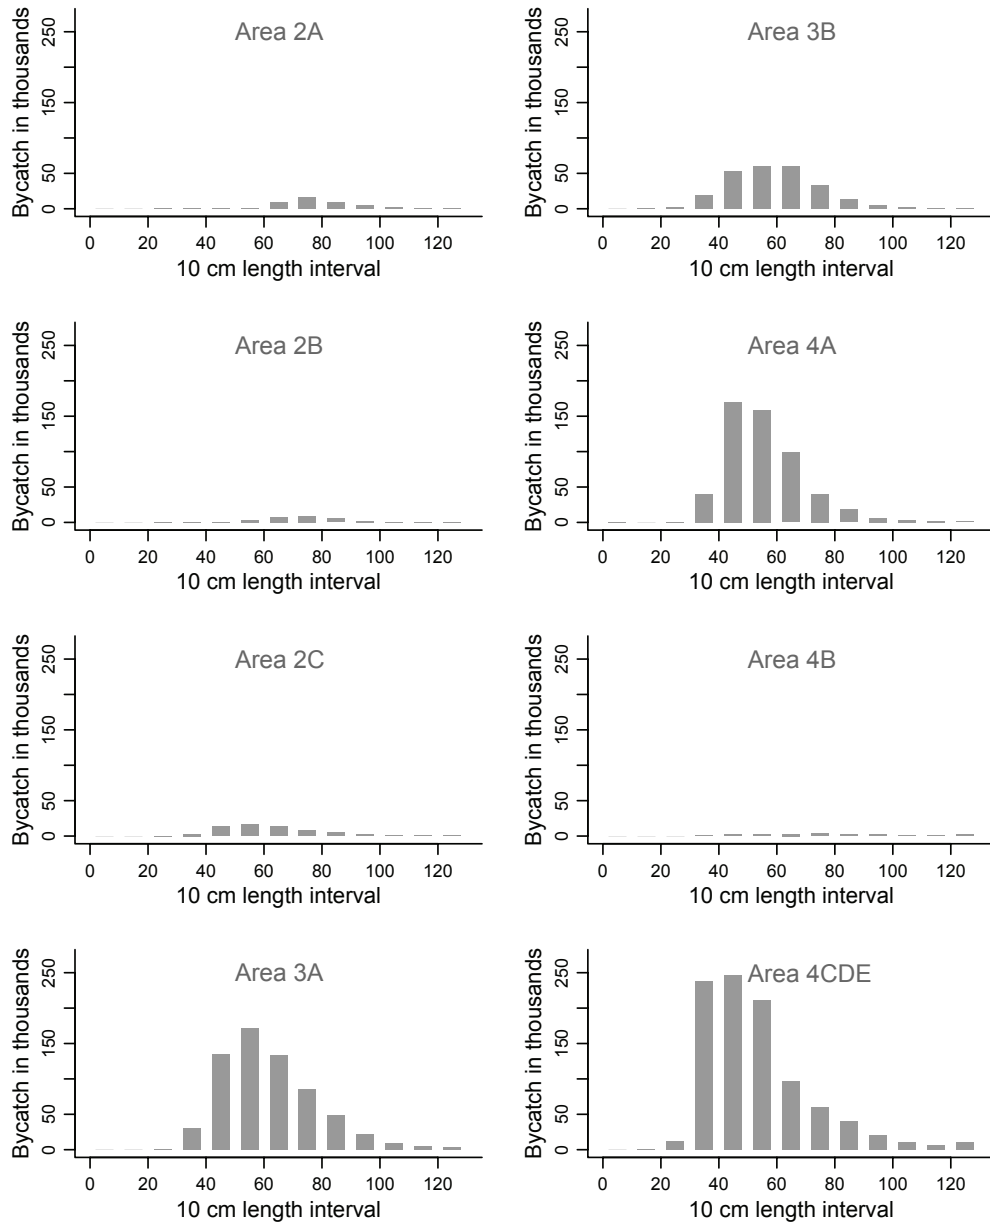 Area 2A
Bycatch in thousands
250
150
50
0
0 20 40 60 80 100 120
10 cm length interval
Area 3B
Bycatch in thousands
250
150
50
0
0 20 40 60 80 100 120
10 cm length interval
Area 2B
Bycatch in thousands
250
150
50
0
0 20 40 60 80 100 120
10 cm length interval
Area 4A
Bycatch in thousands
250
150
50
0
0 20 40 60 80 100 120
10 cm length interval
Area 2C
Bycatch in thousands
250
150
50
0
0 20 40 60 80 100 120
10 cm length interval
Area 4B
Bycatch in thousands
250
150
50
0
0 20 40 60 80 100 120
10 cm length interval
Area 3A
Bycatch in thousands
250
150
50
0
0 20 40 60 80 100 120
10 cm length interval
Area 4CDE
Bycatch in thousands
250
150
50
0
0 20 40 60 80 100 120
10 cm length interval